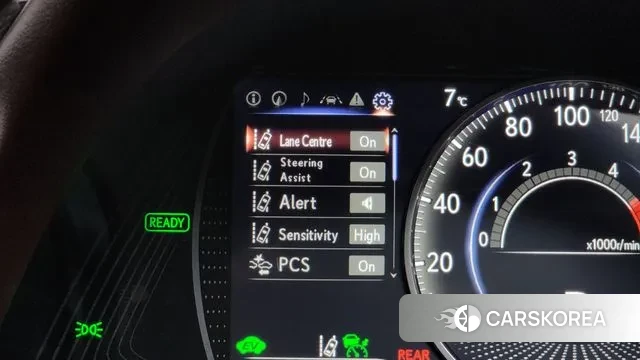 7°C
Lane Centre On
Steering
Assist On
Alert
Sensitivity High
PCS On
READY
EV
REAR
0 20 40 60 80 100 120
0 1 2 3 4
x1000r/min
CARSKOREA